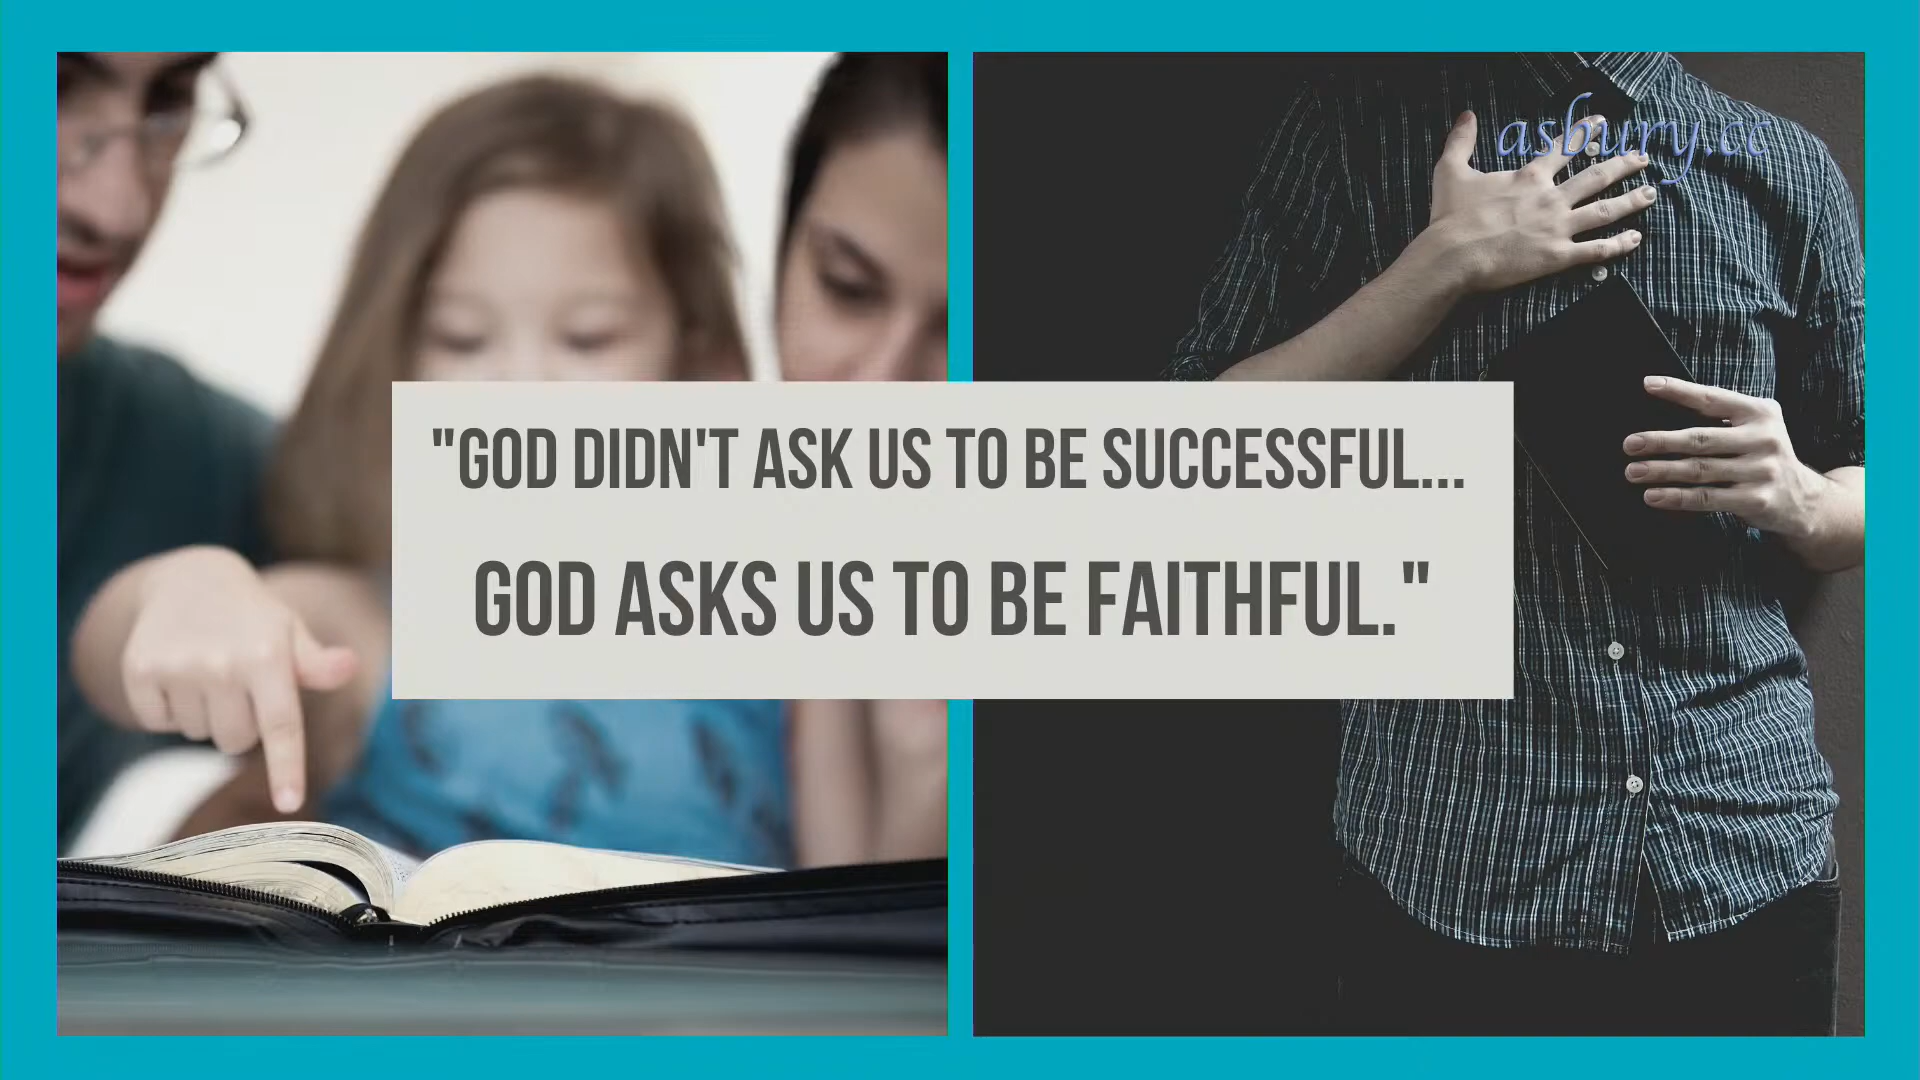 asbury.cc
"GOD DIDN'T ASK US TO BE SUCCESSFUL...
GOD ASKS US TO BE FAITHFUL."